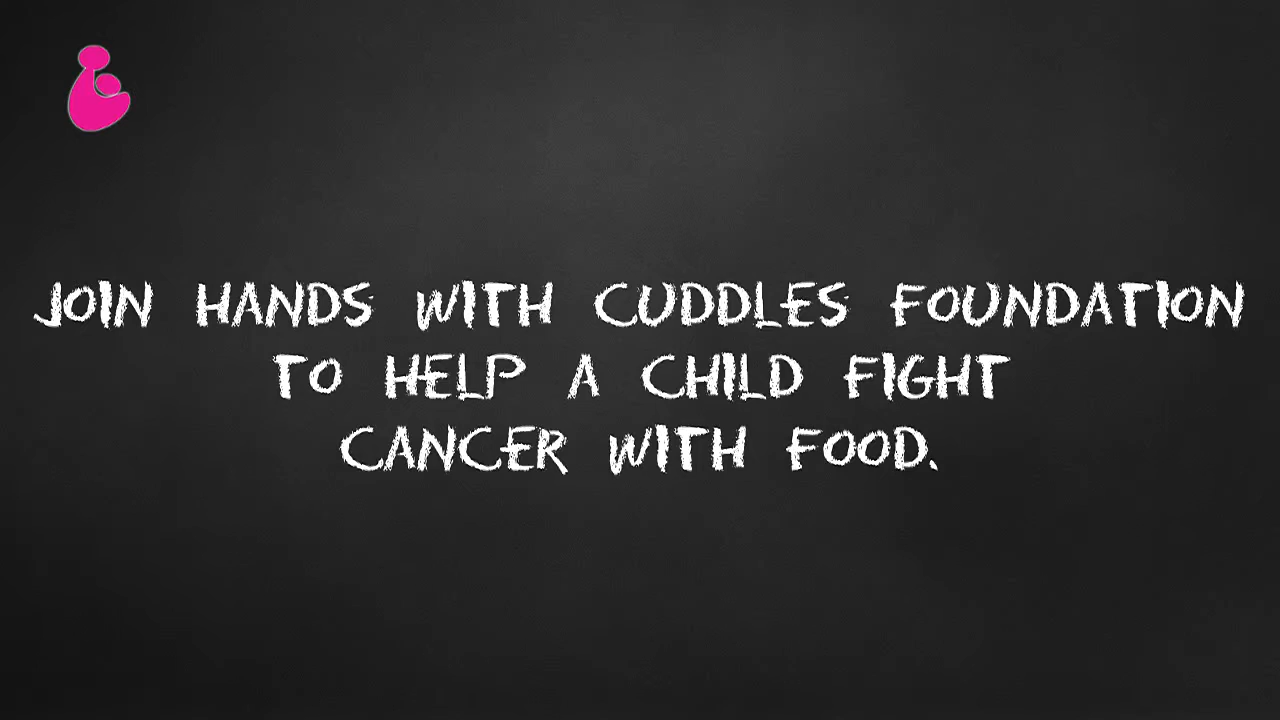 JOIN HANDS WITH CUDDLES FOUNDATION
TO HELP A CHILD FIGHT
CANCER WITH FOOD.